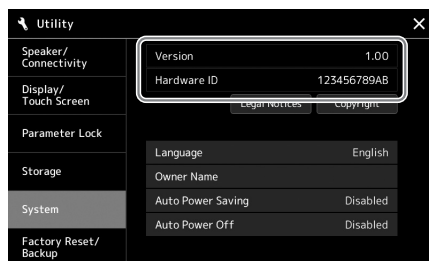 Utility
Speaker/
Connectivity
Display/
Touch Screen
Parameter Lock
Storage
System
Factory Reset/
Backup
Version 1.00
Hardware ID 123456789AB
Legal Notices Copyright
Language English
Owner Name
Auto Power Saving Disabled
Auto Power Off Disabled